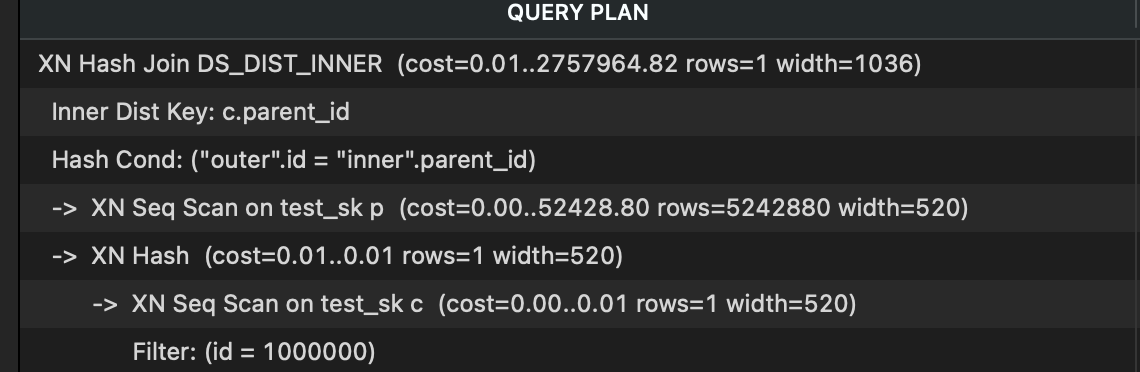 QUERY PLAN
XN Hash Join DS_DIST_INNER (cost=0.01..2757964.82 rows=1 width=1036)
Inner Dist Key: c.parent_id
Hash Cond: ("outer".id = "inner".parent_id)
-> XN Seq Scan on test_sk p (cost=0.00..52428.80 rows=5242880 width=520)
-> XN Hash (cost=0.01..0.01 rows=1 width=520)
-> XN Seq Scan on test_sk c (cost=0.00..0.01 rows=1 width=520)
Filter: (id = 1000000)